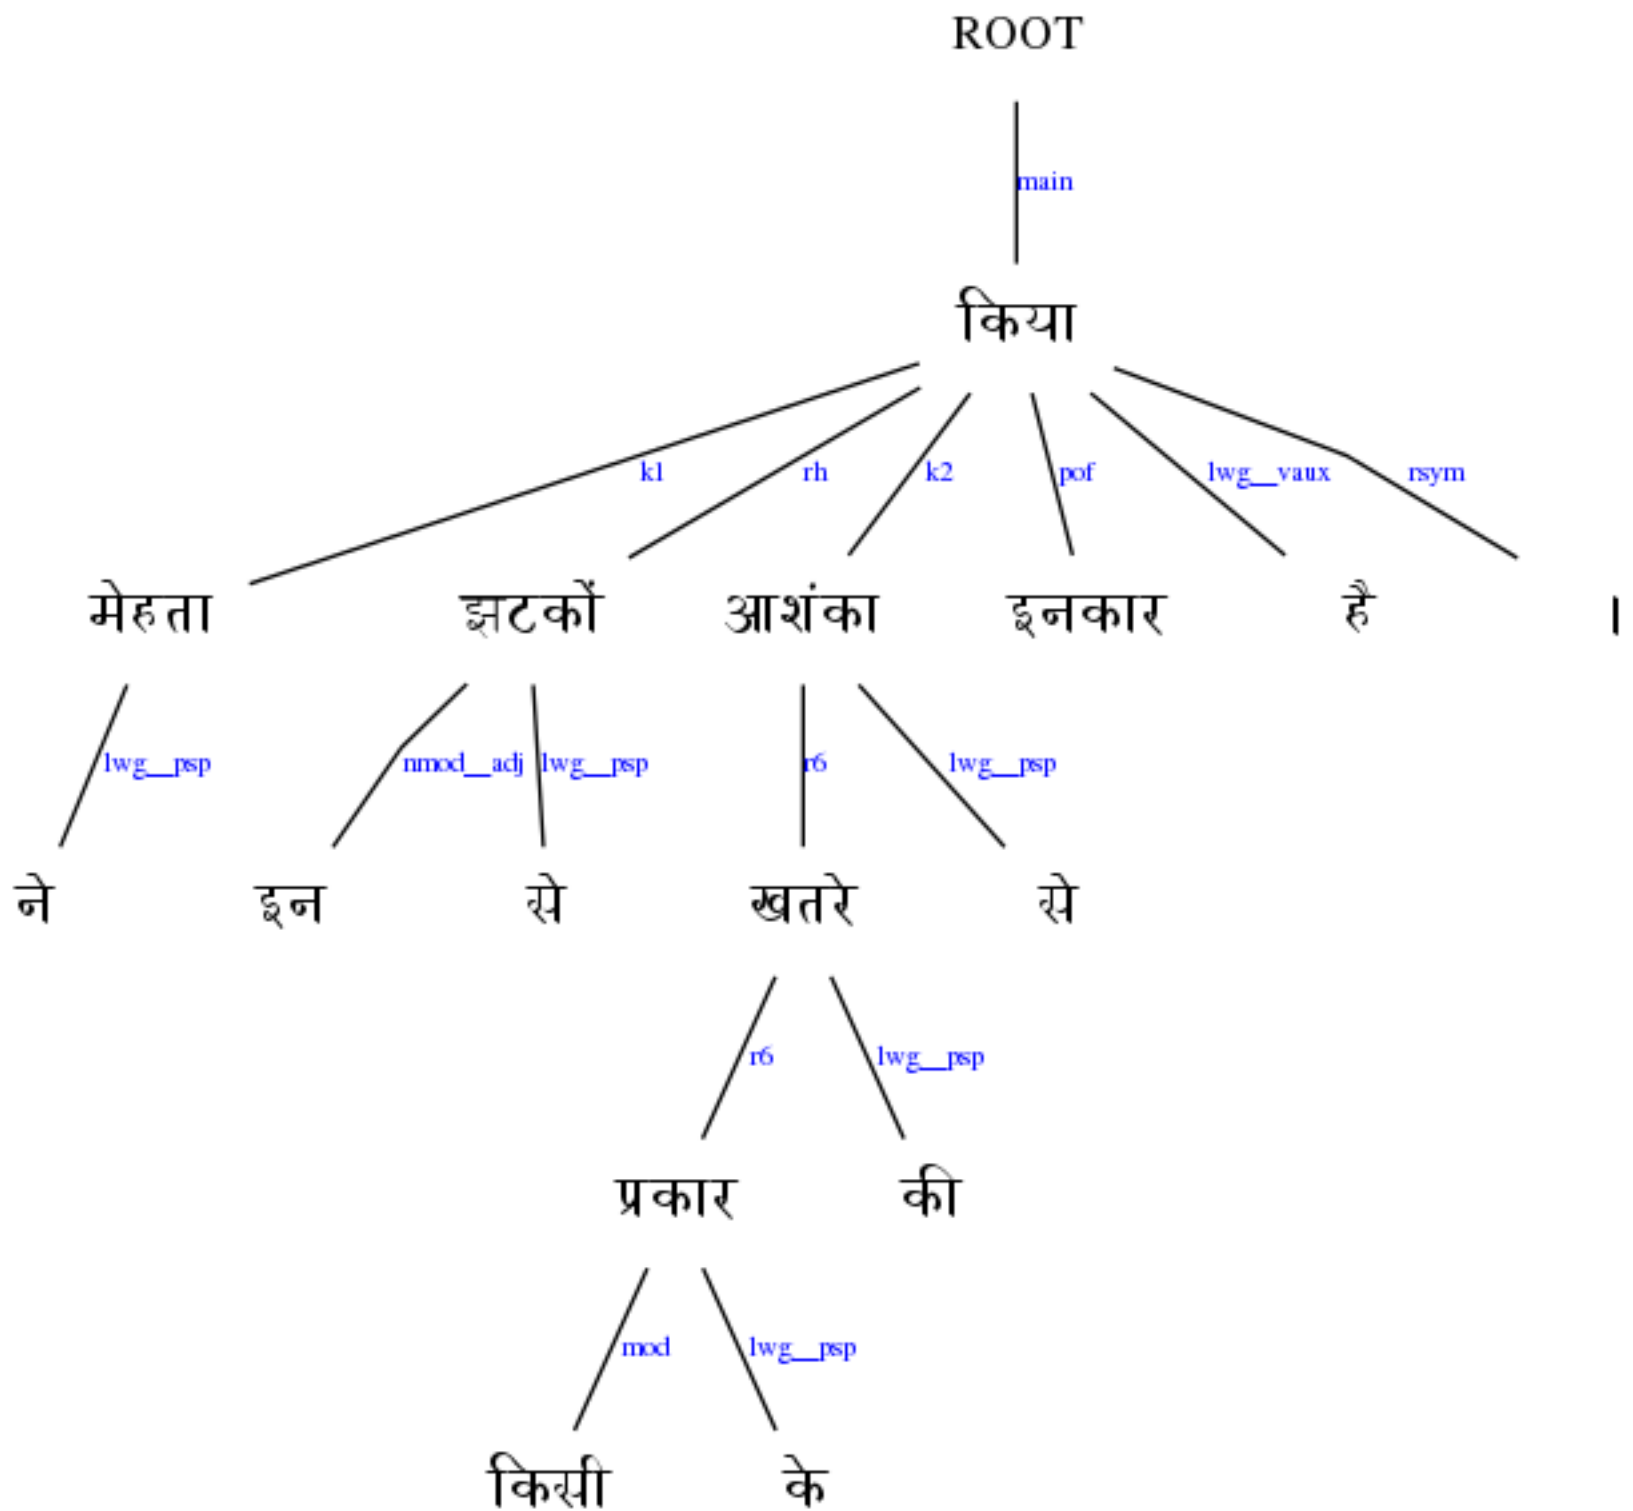 ROOT
main
किया
k1 rh k2 pof lwg__vaux rsym
मेहता झटकों आशंका इनकार है ।
lwg__psp nmod__adj lwg__psp r6 lwg__psp
ने इन से खतरे से
r6 lwg__psp
प्रकार की
mod lwg__psp
किसी के